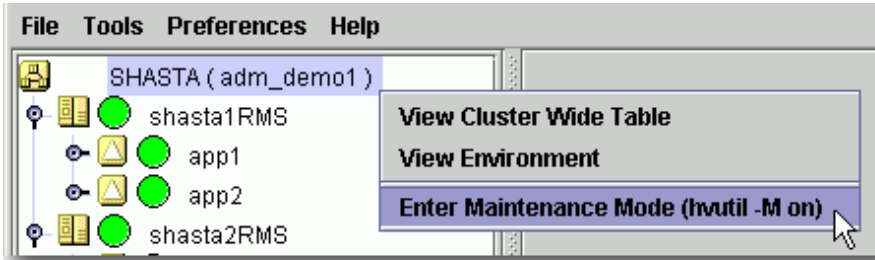 File Tools Preferences Help
SHASTA ( adm_demo1 )
shasta1RMS
app1
app2
shasta2RMS
View Cluster Wide Table
View Environment
Enter Maintenance Mode (hvutil -M on)